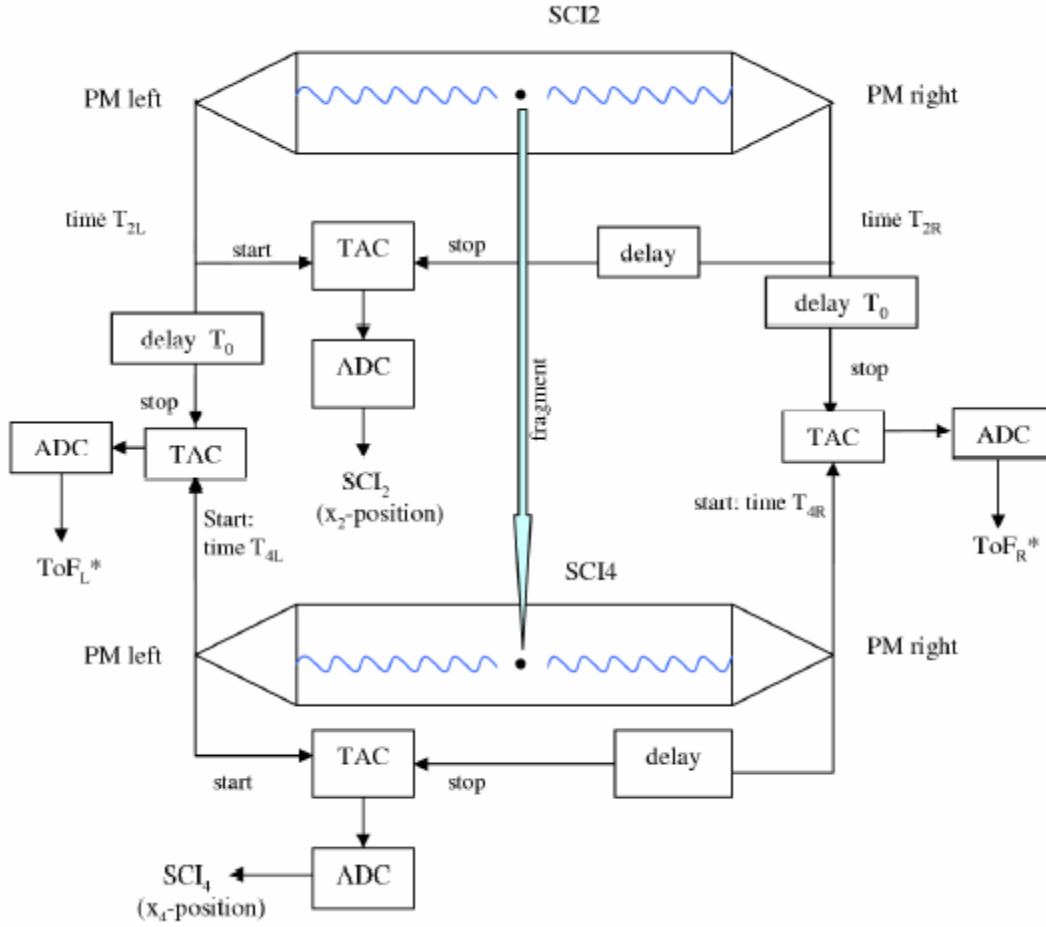 SCI2
PM left
PM right
time T₂L
time T₂R
start
TAC
stop
delay
delay T₀
delay T₀
ADC
fragment
stop
stop
ADC
TAC
TAC
ADC
SCI₂
(x₂-position)
Start:
time T₄L
start: time T₄R
ToF_L*
ToF_R*
SCI4
PM left
PM right
TAC
delay
start
stop
SCI₄
(x₄-position)
ADC